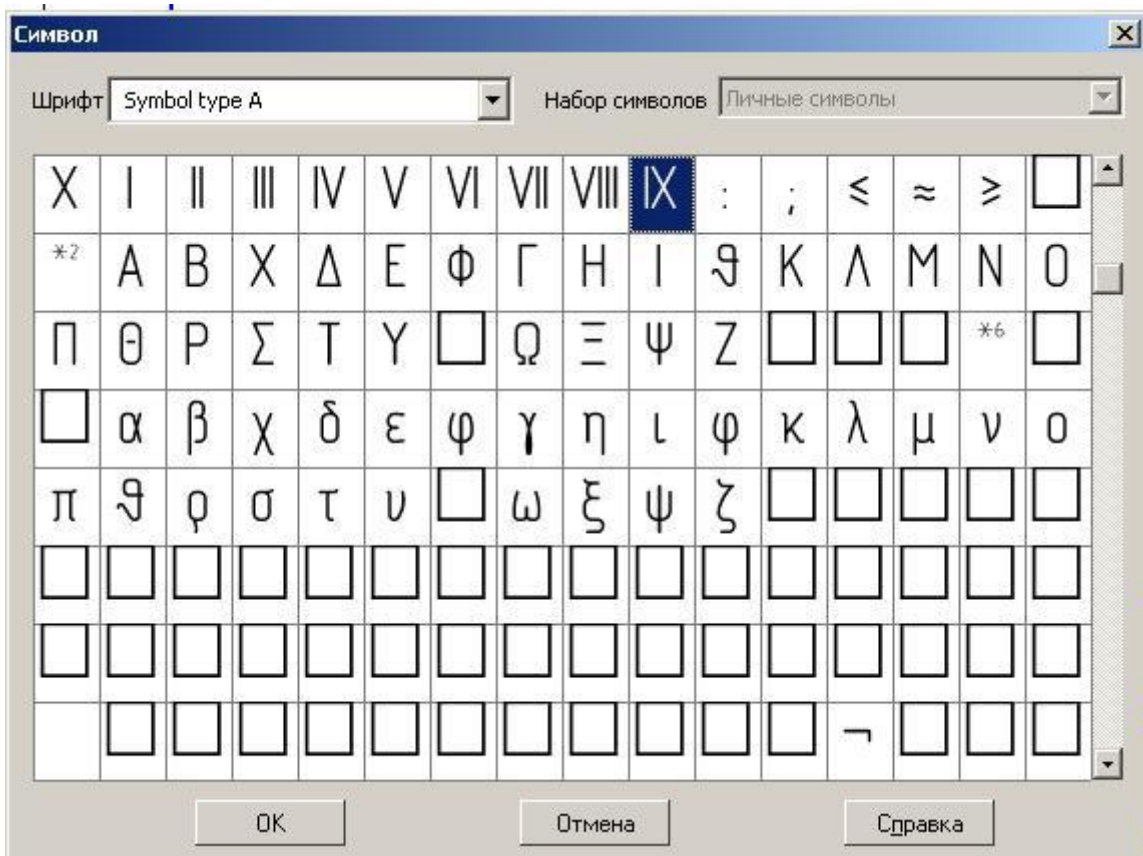 Символ
Шрифт Symbol type A Набор символов Личные символы
X I II III IV V VI VII VIII IX : ; ≤ ≈ ≥
*2 Α Β Χ Δ Ε Φ Γ Η Ι ϑ Κ Λ Μ Ν Ο
Π Θ Ρ Σ Τ Υ Ω Ξ Ψ Ζ *6
α β χ δ ε φ γ η ι φ κ λ μ ν ο
π ϑ ρ σ τ υ ω ξ ψ ζ
¬
OK Отмена Справка